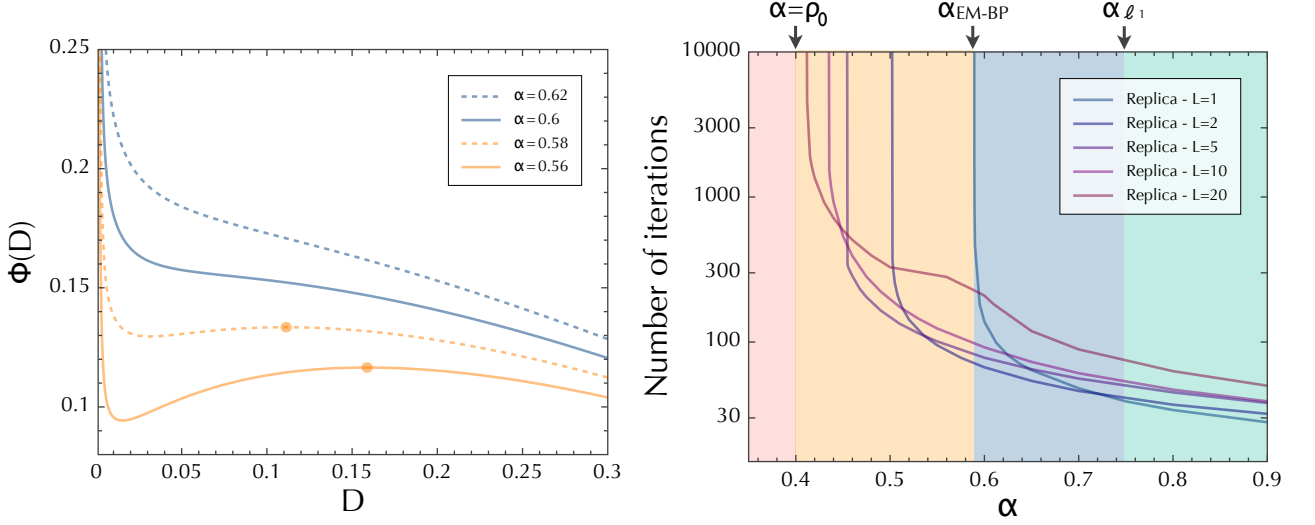 0.25
0.2
0.15
0.1
Φ(D)
0
0.05
0.1
0.15
0.2
0.25
0.3
D
α=0.62
α=0.6
α=0.58
α=0.56
α=ρ0
αEM-BP
αℓ1
10000
3000
1000
300
100
30
Number of iterations
0.4
0.5
0.6
0.7
0.8
0.9
α
Replica - L=1
Replica - L=2
Replica - L=5
Replica - L=10
Replica - L=20